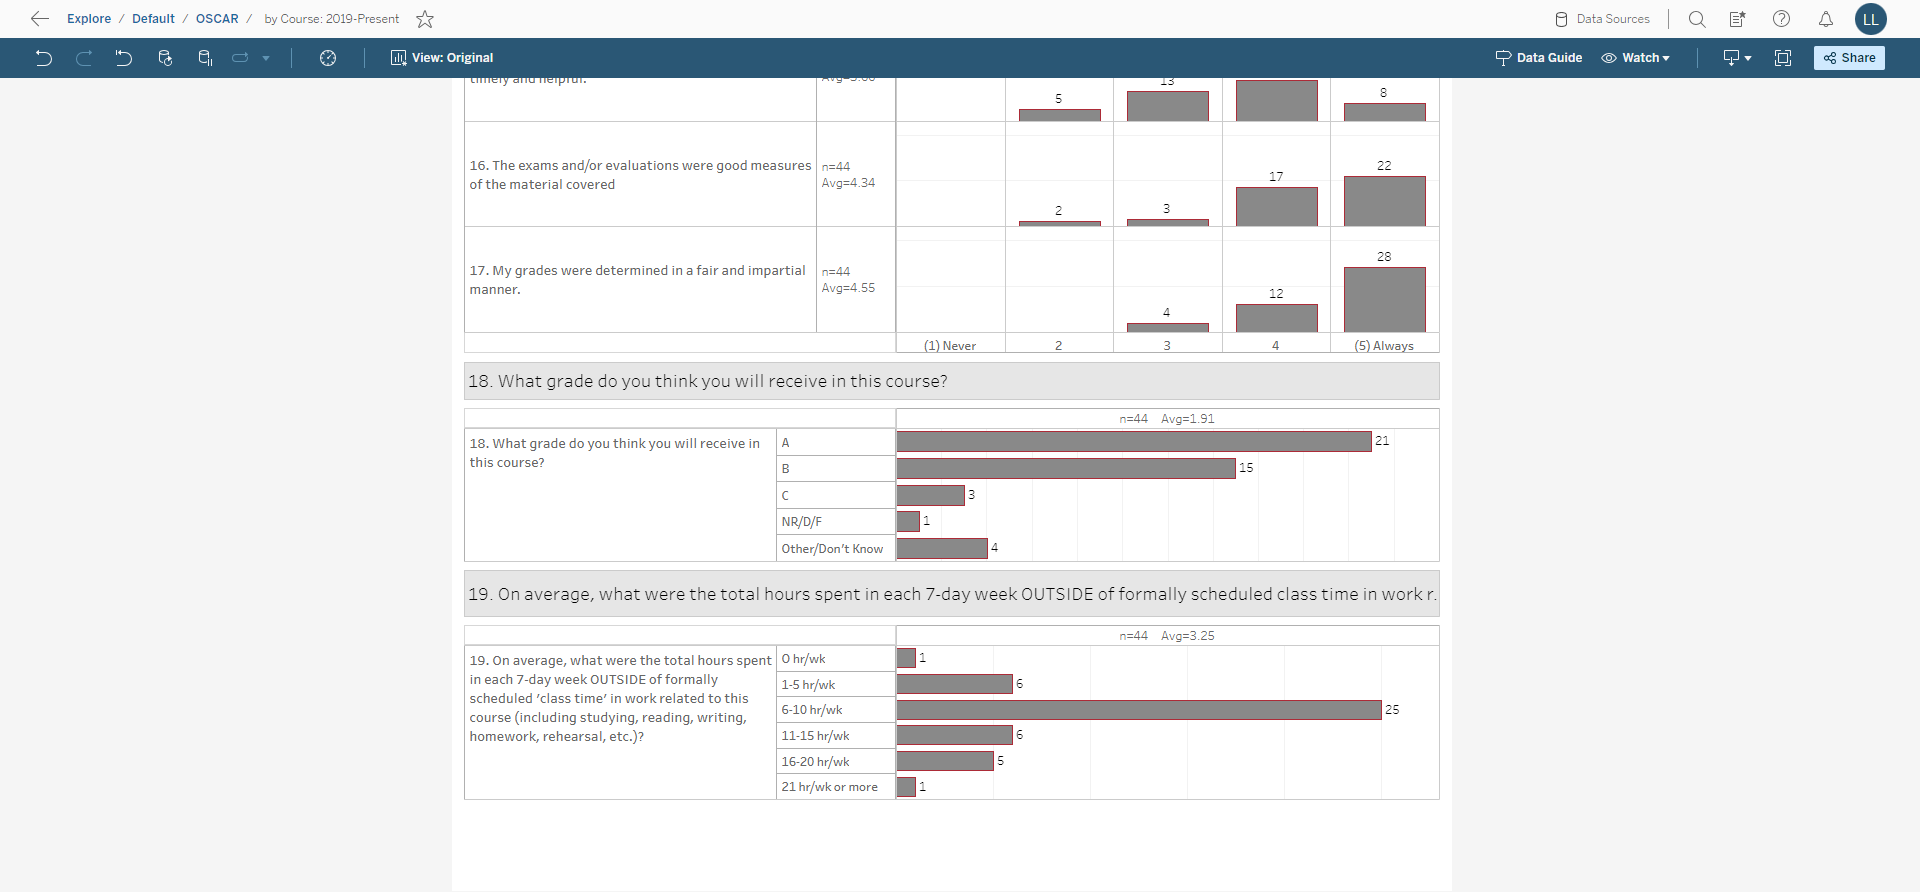 Explore / Default / OSCAR / by Course: 2019-Present
Data Sources
LL
View: Original
Data Guide
Watch
Share
timely and helpful.
5
13
8
16. The exams and/or evaluations were good measures
of the material covered
n=44
Avg=4.34
2
3
17
22
17. My grades were determined in a fair and impartial
manner.
n=44
Avg=4.55
4
12
28
(1) Never
2
3
4
(5) Always
18. What grade do you think you will receive in this course?
n=44 Avg=1.91
18. What grade do you think you will receive in
this course?
A
21
B
15
C
3
NR/D/F
1
Other/Don't Know
4
19. On average, what were the total hours spent in each 7-day week OUTSIDE of formally scheduled class time in work r.
n=44 Avg=3.25
19. On average, what were the total hours spent
in each 7-day week OUTSIDE of formally
scheduled ‘class time’ in work related to this
course (including studying, reading, writing,
homework, rehearsal, etc.)?
0 hr/wk
1
1-5 hr/wk
6
6-10 hr/wk
25
11-15 hr/wk
6
16-20 hr/wk
5
21 hr/wk or more
1